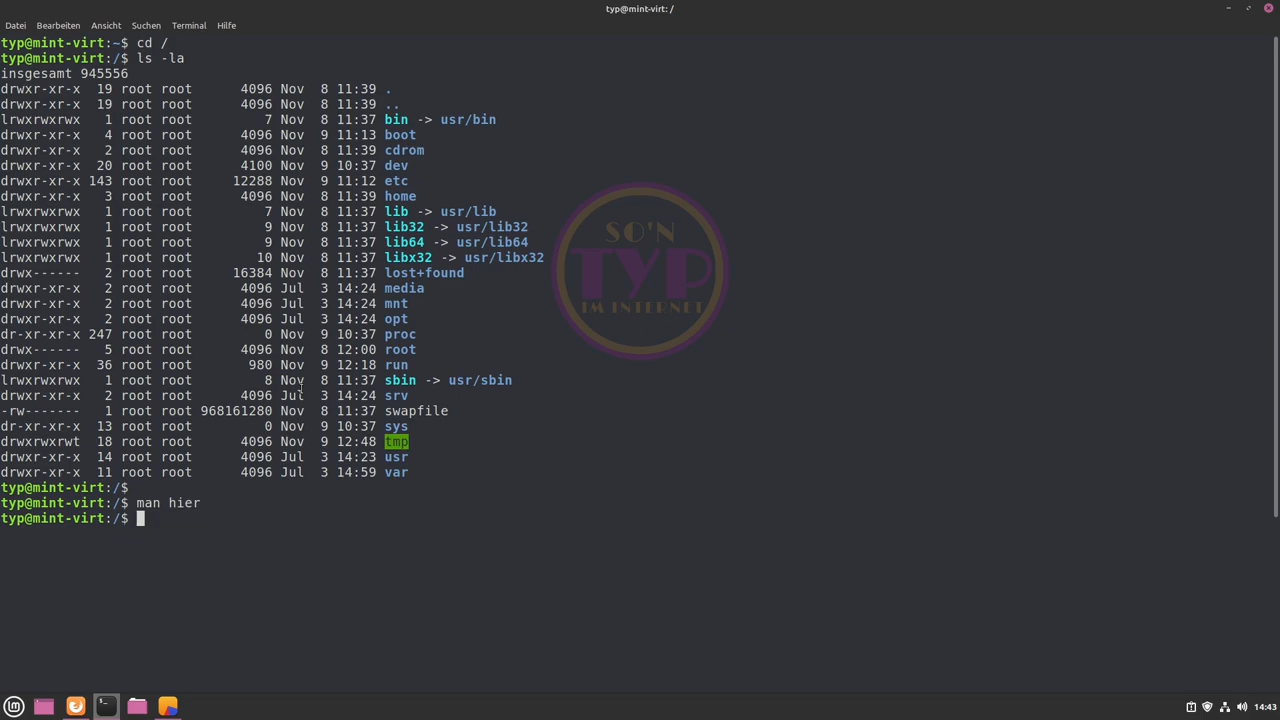 typ@mint-virt: /
Datei Bearbeiten Ansicht Suchen Terminal Hilfe
typ@mint-virt:~$ cd /
typ@mint-virt:/$ ls -la
insgesamt 945556
drwxr-xr-x 19 root root 4096 Nov 8 11:39 .
drwxr-xr-x 19 root root 4096 Nov 8 11:39 ..
lrwxrwxrwx 1 root root 7 Nov 8 11:37 bin -> usr/bin
drwxr-xr-x 4 root root 4096 Nov 9 11:13 boot
drwxr-xr-x 2 root root 4096 Nov 8 11:39 cdrom
drwxr-xr-x 20 root root 4100 Nov 9 10:37 dev
drwxr-xr-x 143 root root 12288 Nov 9 11:12 etc
drwxr-xr-x 3 root root 4096 Nov 8 11:39 home
lrwxrwxrwx 1 root root 7 Nov 8 11:37 lib -> usr/lib
lrwxrwxrwx 1 root root 9 Nov 8 11:37 lib32 -> usr/lib32
lrwxrwxrwx 1 root root 9 Nov 8 11:37 lib64 -> usr/lib64
lrwxrwxrwx 1 root root 10 Nov 8 11:37 libx32 -> usr/libx32
drwx------ 2 root root 16384 Nov 8 11:37 lost+found
drwxr-xr-x 2 root root 4096 Jul 3 14:24 media
drwxr-xr-x 2 root root 4096 Jul 3 14:24 mnt
drwxr-xr-x 2 root root 4096 Jul 3 14:24 opt
dr-xr-xr-x 247 root root 0 Nov 9 10:37 proc
drwx------ 5 root root 4096 Nov 8 12:00 root
drwxr-xr-x 36 root root 980 Nov 9 12:18 run
lrwxrwxrwx 1 root root 8 Nov 8 11:37 sbin -> usr/sbin
drwxr-xr-x 2 root root 4096 Jul 3 14:24 srv
-rw------- 1 root root 968161280 Nov 8 11:37 swapfile
dr-xr-xr-x 13 root root 0 Nov 9 10:37 sys
drwxrwxrwt 18 root root 4096 Nov 9 12:48 tmp
drwxr-xr-x 14 root root 4096 Jul 3 14:23 usr
drwxr-xr-x 11 root root 4096 Jul 3 14:59 var
typ@mint-virt:/$
typ@mint-virt:/$ man hier
typ@mint-virt:/$
SO'N
TYP
IM INTERNET
14:43